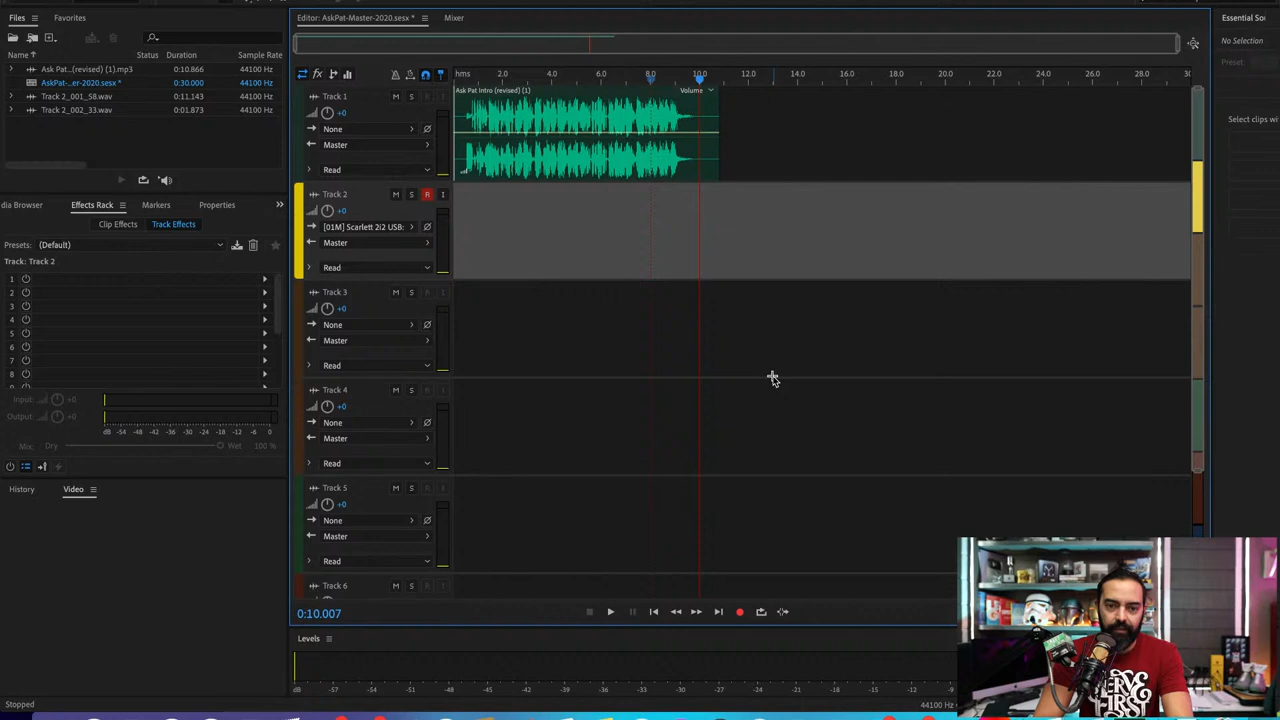 Files ≡ Favorites
Name ↑ Status Duration Sample Rate
Ask Pat...(revised) (1).mp3 0:10.866 44100 Hz
AskPat-...er-2020.sesx * 0:30.000 44100 Hz
Track 2_001_58.wav 0:11.143 44100 Hz
Track 2_002_33.wav 0:01.873 44100 Hz
ia Browser Effects Rack ≡ Markers Properties
Clip Effects Track Effects
Presets: (Default)
Track: Track 2
1
2
3
4
5
6
7
8
Input: +0
Output: +0
dB -54 -48 -42 -36 -30 -24 -18 -12 -6 0
Mix: Dry Wet 100 %
History Video
Editor: AskPat-Master-2020.sesx * Mixer
hms 2.0 4.0 6.0 8.0 10.0 12.0 14.0 16.0 18.0 20.0 22.0 24.0 26.0 28.0 30
Track 1 M S R I
+0
None
Master
Read
Ask Pat Intro (revised) (1) Volume
Track 2 M S R I
+0
[01M] Scarlett 2i2 USB:
Master
Read
Track 3 M S R I
+0
None
Master
Read
Track 4 M S R I
+0
None
Master
Read
Track 5 M S R I
+0
None
Master
Read
Track 6
0:10.007
Levels
dB -57 -54 -51 -48 -45 -42 -39 -36 -33 -30 -27 -24 -21 -18 -15 -12 -9
Stopped 44100 Hz
Essential So
No Selection
Preset:
Select clips wi